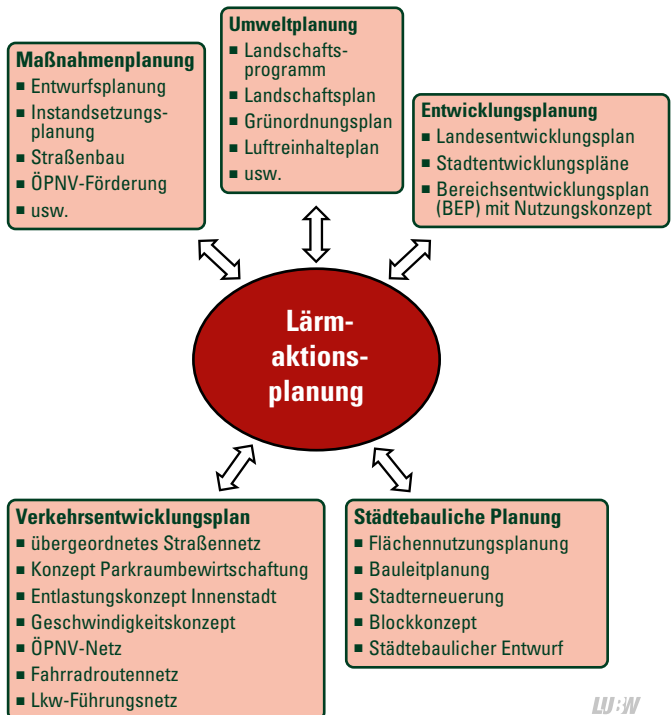 Umweltplanung
■ Landschafts-
programm
■ Landschaftsplan
■ Grünordnungsplan
■ Luftreinhalteplan
■ usw.
Maßnahmenplanung
■ Entwurfsplanung
■ Instandsetzungs-
planung
■ Straßenbau
■ ÖPNV-Förderung
■ usw.
Entwicklungsplanung
■ Landesentwicklungsplan
■ Stadtentwicklungspläne
■ Bereichsentwicklungsplan
(BEP) mit Nutzungskonzept
Lärm-
aktions-
planung
Verkehrsentwicklungsplan
■ übergeordnetes Straßennetz
■ Konzept Parkraumbewirtschaftung
■ Entlastungskonzept Innenstadt
■ Geschwindigkeitskonzept
■ ÖPNV-Netz
■ Fahrradroutennetz
■ Lkw-Führungsnetz
Städtebauliche Planung
■ Flächennutzungsplanung
■ Bauleitplanung
■ Stadterneuerung
■ Blockkonzept
■ Städtebaulicher Entwurf
LUBW